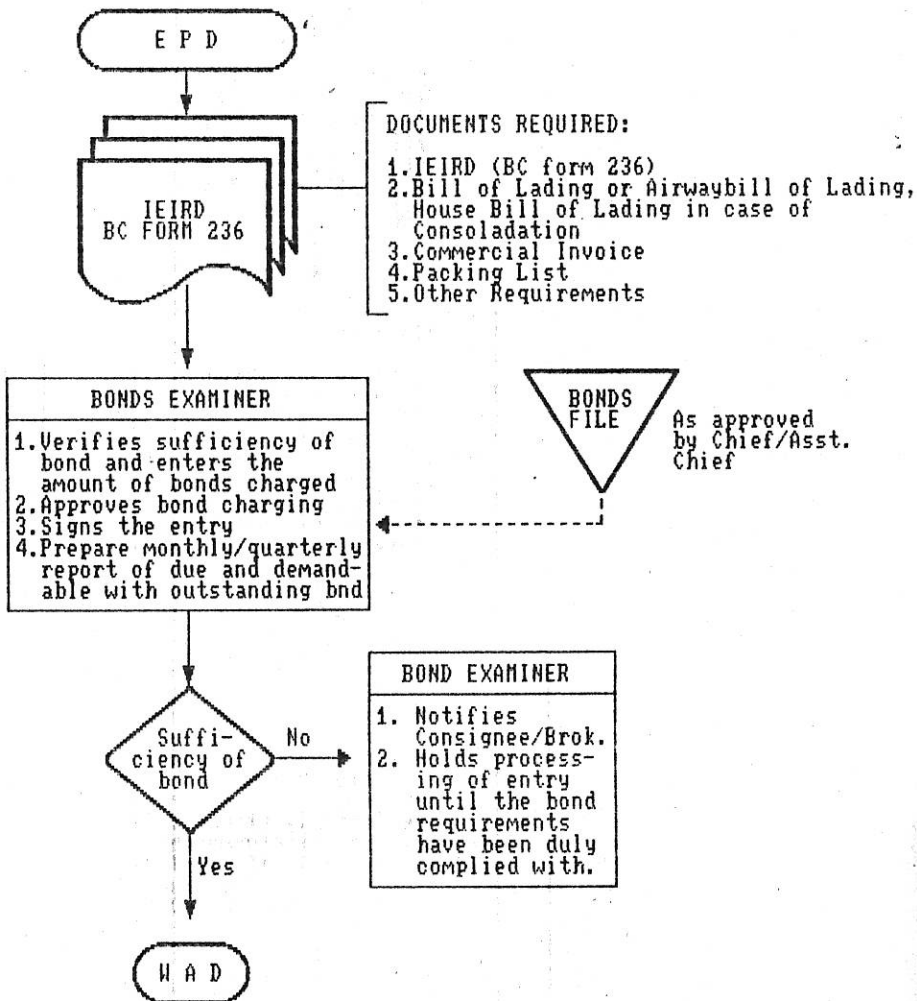 E P D
DOCUMENTS REQUIRED:
1.IEIRD (BC form 236)
2.Bill of Lading or Airwaybill of Lading,
House Bill of Lading in case of
Consoladation
3.Commercial Invoice
4.Packing List
5.Other Requirements
IEIRD
BC FORM 236
BONDS EXAMINER
1.Verifies sufficiency of
bond and enters the
amount of bonds charged
2.Approves bond charging
3.Signs the entry
4.Prepare monthly/quarterly
report of due and demand-
able with outstanding bnd
BONDS
FILE
As approved
by Chief/Asst.
Chief
Suffi-
ciency of
bond
No
Yes
BOND EXAMINER
1. Notifies
Consignee/Brok.
2. Holds process-
ing of entry
until the bond
requirements
have been duly
complied with.
W A D